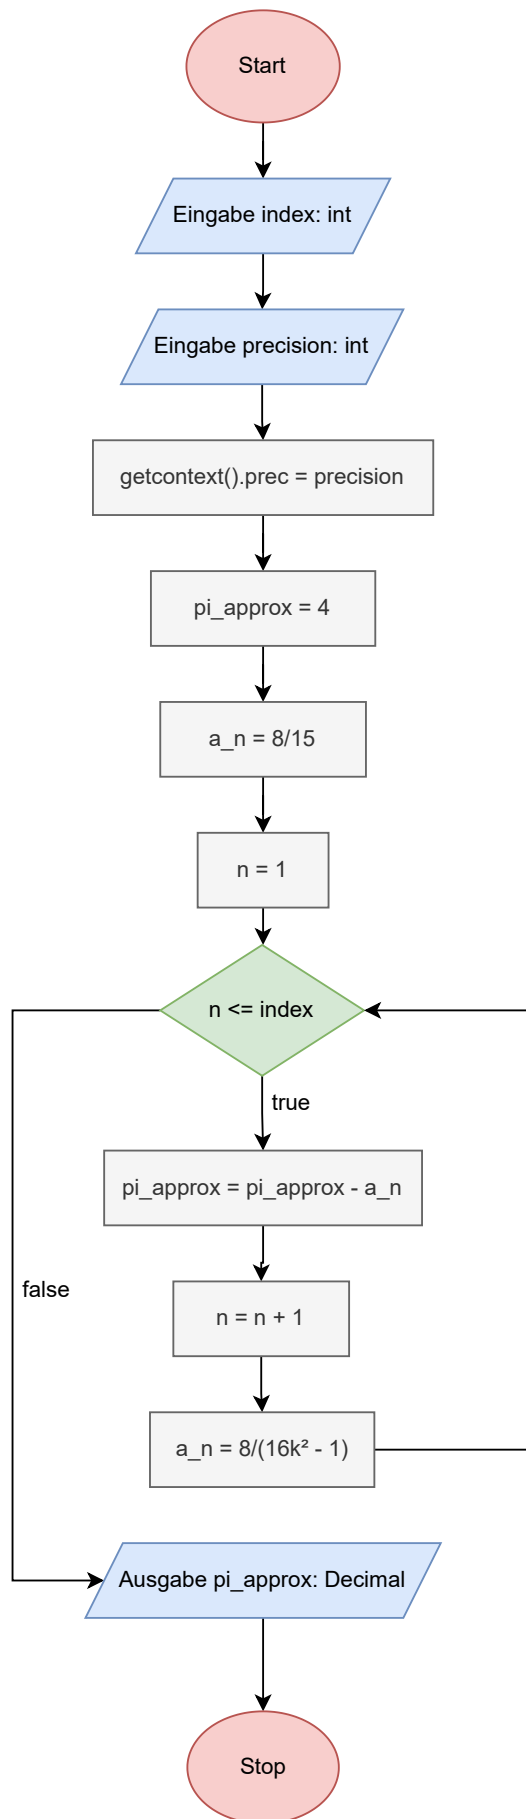 Start
Eingabe index: int
Eingabe precision: int
getcontext().prec = precision
pi_approx = 4
a_n = 8/15
n = 1
n <= index
true
pi_approx = pi_approx - a_n
false
n = n + 1
a_n = 8/(16k² - 1)
Ausgabe pi_approx: Decimal
Stop